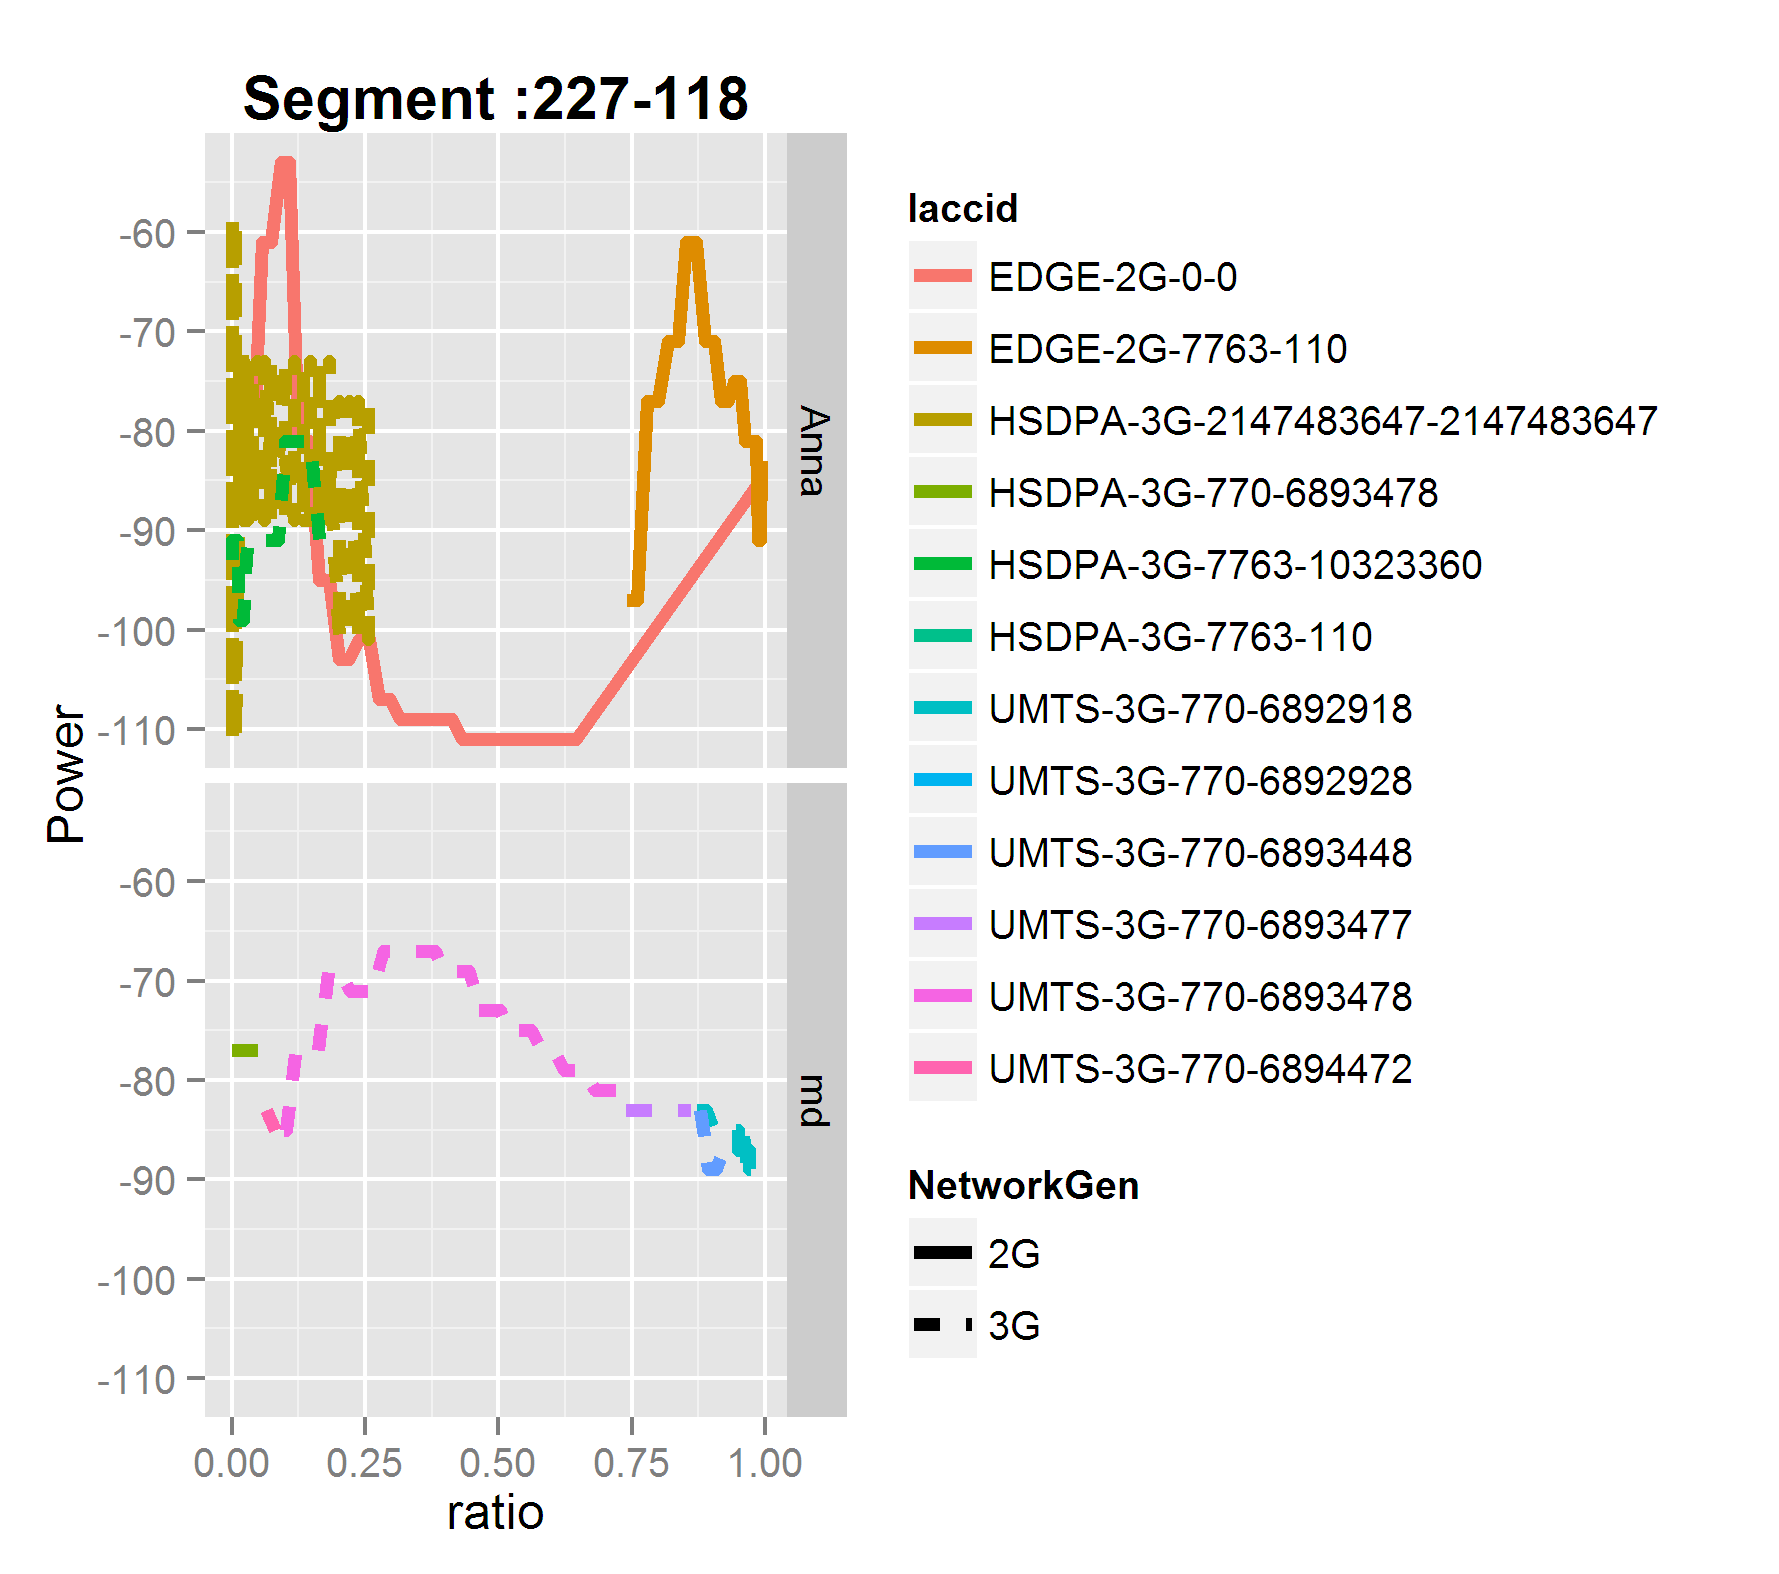 Segment :227-118
Power
-60
-70
-80
-90
-100
-110
Anna
-60
-70
-80
-90
-100
-110
md
0.00 0.25 0.50 0.75 1.00
ratio
laccid
EDGE-2G-0-0
EDGE-2G-7763-110
HSDPA-3G-2147483647-2147483647
HSDPA-3G-770-6893478
HSDPA-3G-7763-10323360
HSDPA-3G-7763-110
UMTS-3G-770-6892918
UMTS-3G-770-6892928
UMTS-3G-770-6893448
UMTS-3G-770-6893477
UMTS-3G-770-6893478
UMTS-3G-770-6894472
NetworkGen
2G
3G